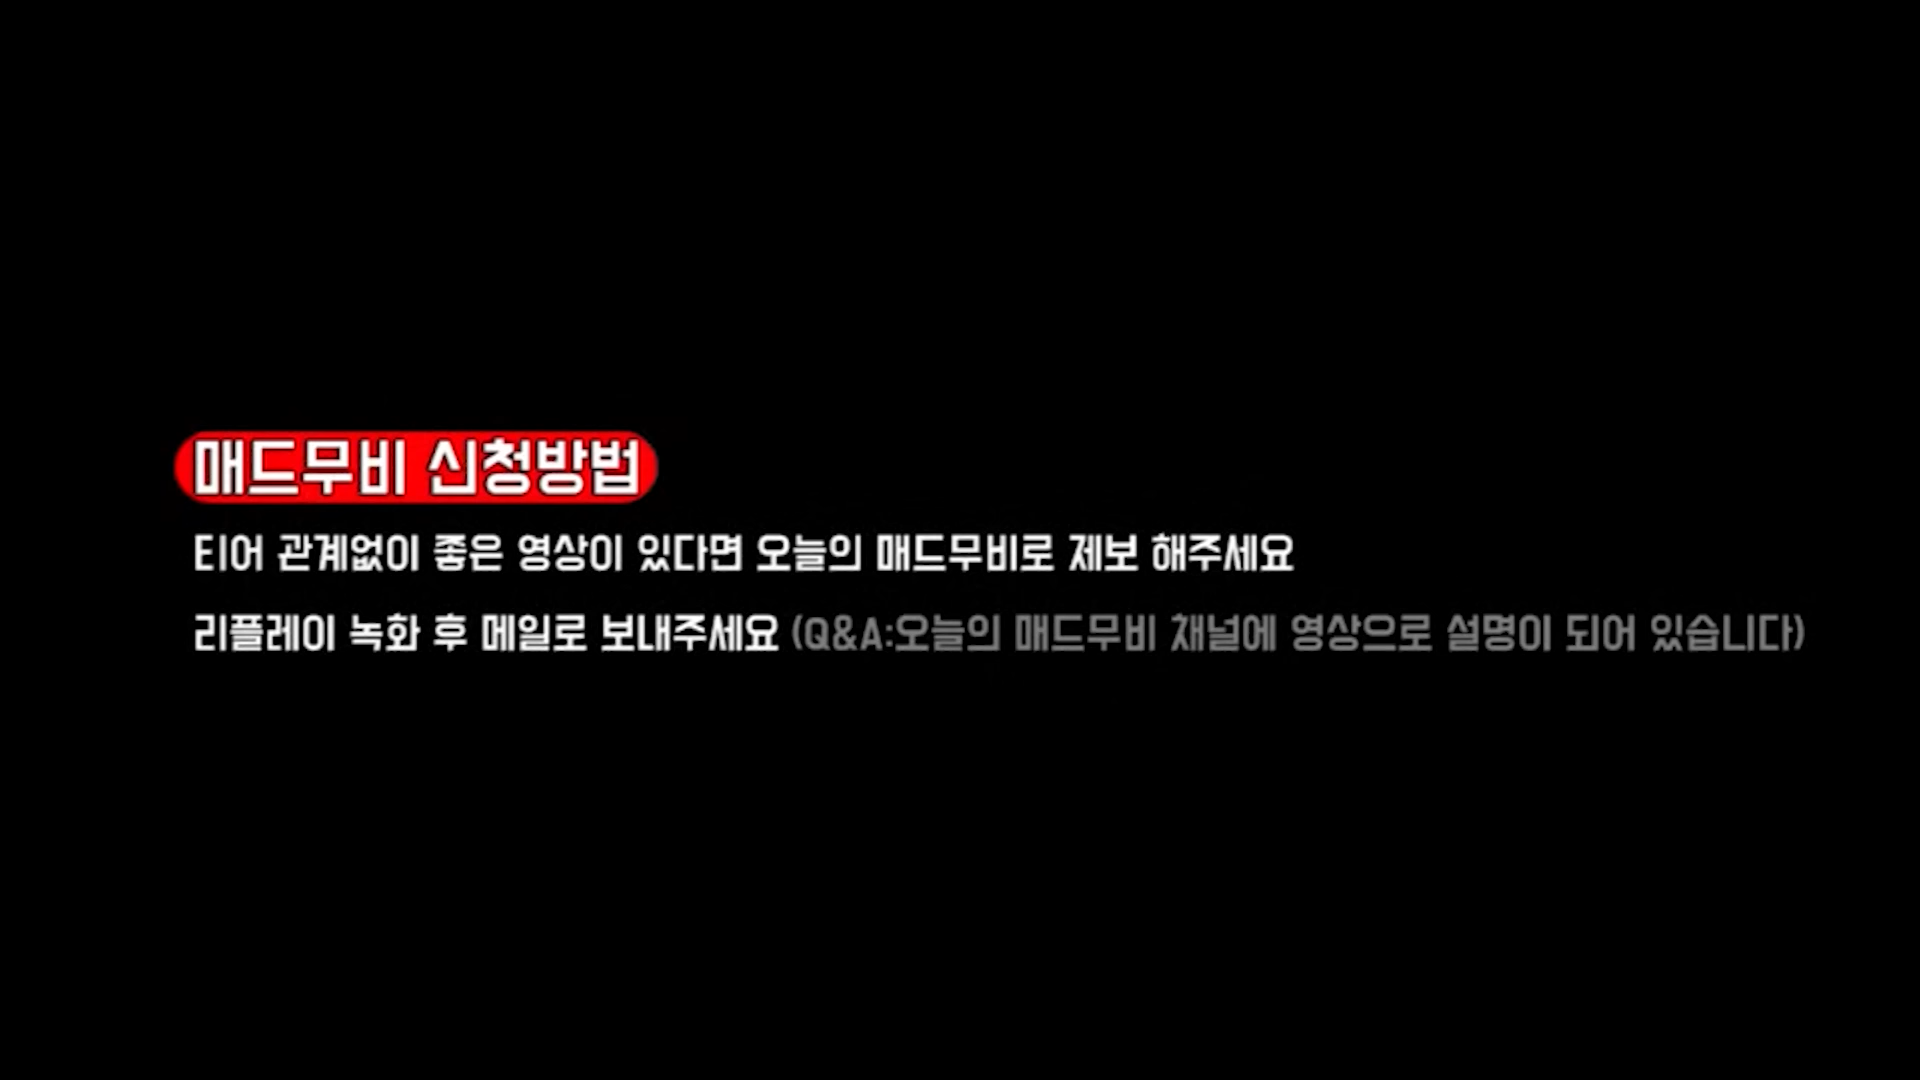 매드무비 신청방법
티어 관계없이 좋은 영상이 있다면 오늘의 매드무비로 제보 해주세요
리플레이 녹화 후 메일로 보내주세요 (Q&A:오늘의 매드무비 채널에 영상으로 설명이 되어 있습니다)